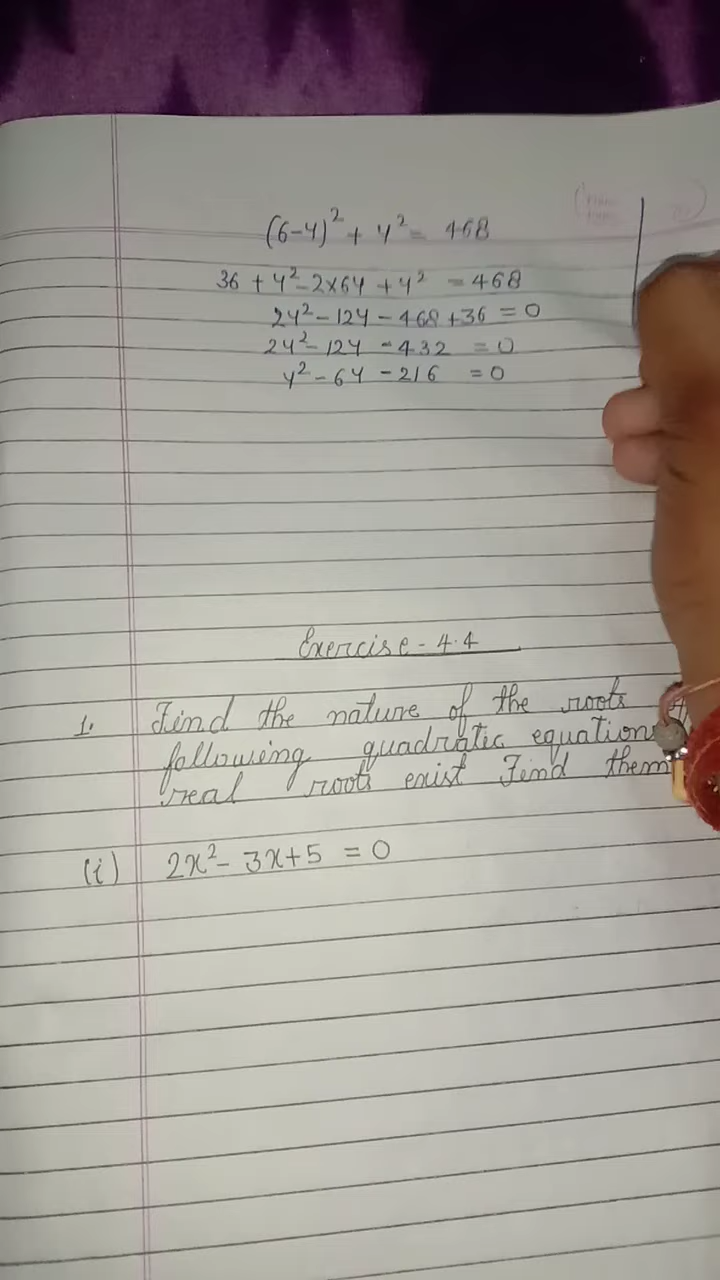 (6-y)² + y² = 468
36 + y² - 2×6y + y² = 468
2y² - 12y - 468 + 36 = 0
2y² - 12y - 432 = 0
y² - 6y - 216 = 0
Exercise - 4.4
1. Find the nature of the roots
following quadratic equations
real roots exist Find them
(i) 2x² - 3x + 5 = 0